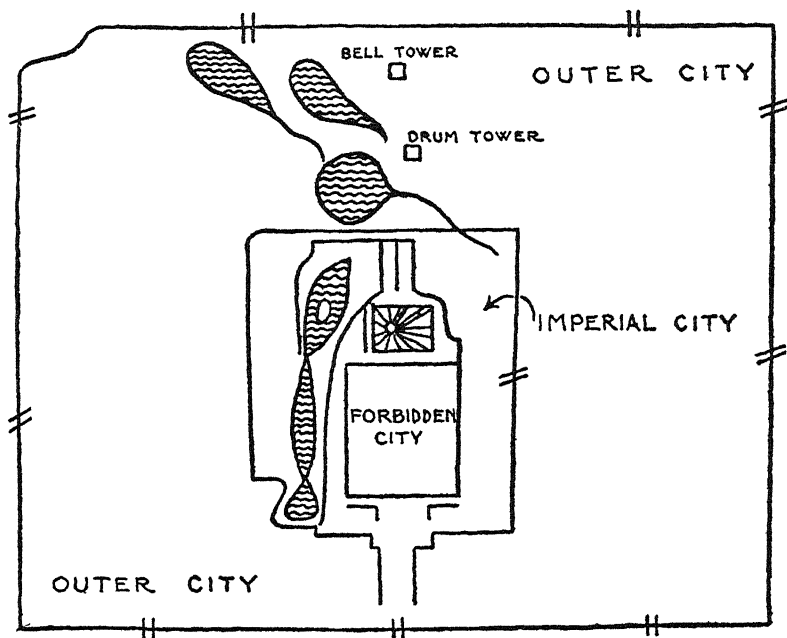 BELL TOWER
OUTER CITY
DRUM TOWER
IMPERIAL CITY
FORBIDDEN
CITY
OUTER CITY